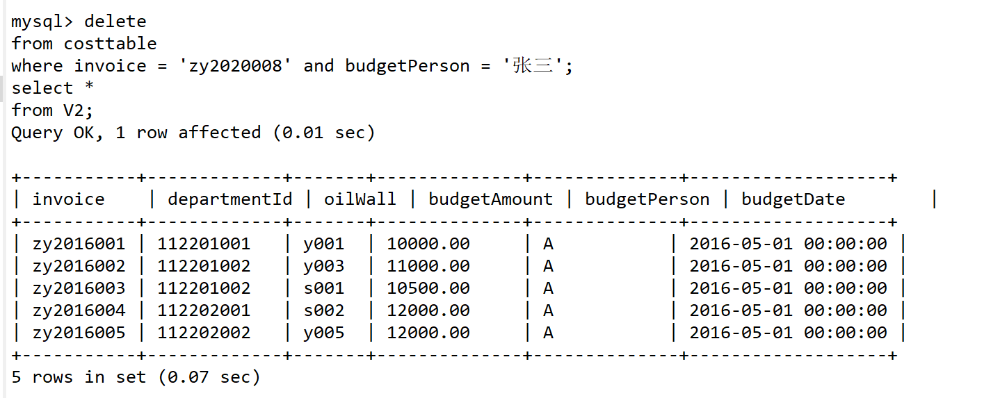 mysql> delete
from costtable
where invoice = 'zy2020008' and budgetPerson = '张三';
select *
from V2;
Query OK, 1 row affected (0.01 sec)
+-----------+-------------+-------+--------------+--------------+-------------------+
| invoice | departmentId | oilWall | budgetAmount | budgetPerson | budgetDate |
+-----------+-------------+-------+--------------+--------------+-------------------+
| zy2016001 | 112201001 | y001 | 10000.00 | A | 2016-05-01 00:00:00 |
| zy2016002 | 112201002 | y003 | 11000.00 | A | 2016-05-01 00:00:00 |
| zy2016003 | 112201002 | s001 | 10500.00 | A | 2016-05-01 00:00:00 |
| zy2016004 | 112202001 | s002 | 12000.00 | A | 2016-05-01 00:00:00 |
| zy2016005 | 112202002 | y005 | 12000.00 | A | 2016-05-01 00:00:00 |
+-----------+-------------+-------+--------------+--------------+-------------------+
5 rows in set (0.07 sec)